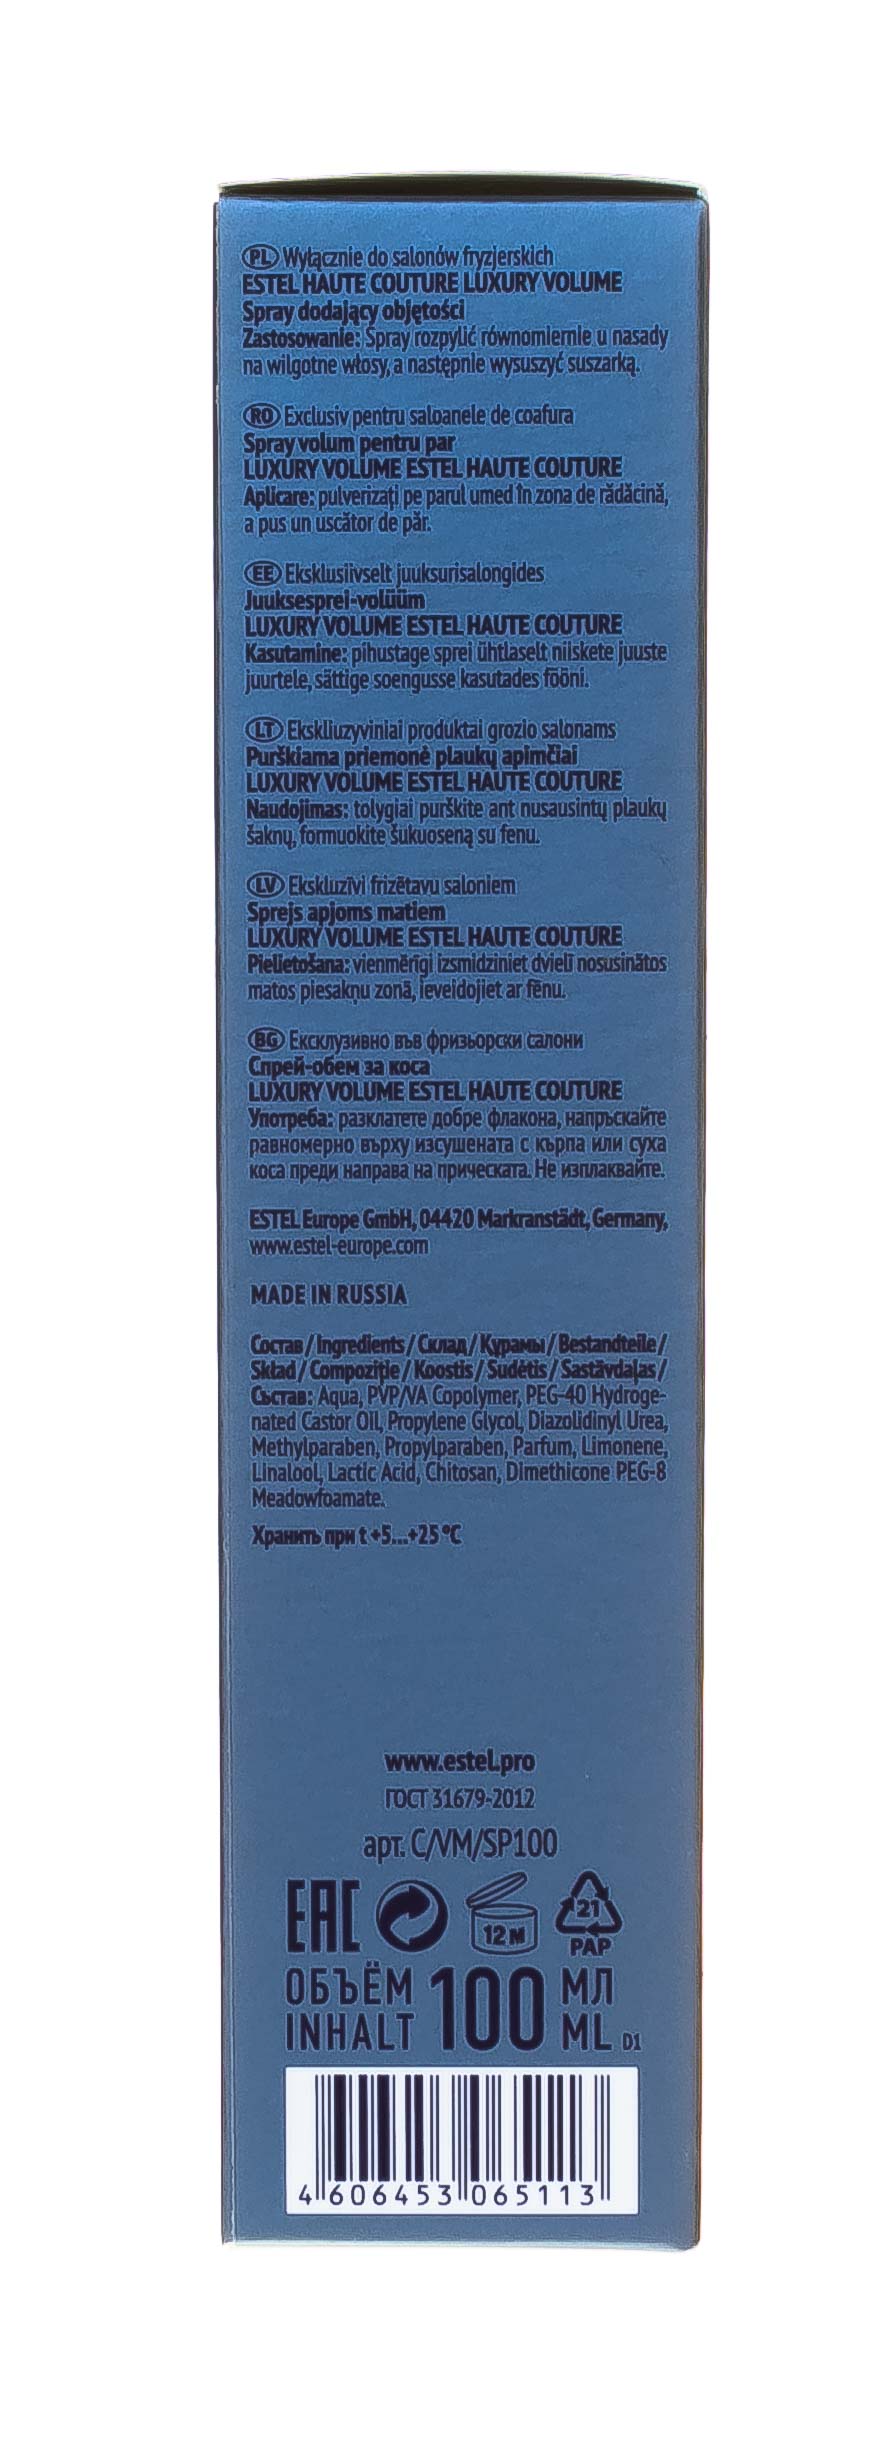 PL Wyłącznie do salonów fryzjerskich
ESTEL HAUTE COUTURE LUXURY VOLUME
Spray dodający objętości
Zastosowanie: Spray rozpylić równomiernie u nasady
na wilgotne włosy, a następnie wysuszyć suszarką.
RO Exclusiv pentru saloanele de coafura
Spray volum pentru par
LUXURY VOLUME ESTEL HAUTE COUTURE
Aplicare: pulverizați pe parul umed în zona de rădăcină,
a pus un uscător de păr.
EE Eksklusiivselt juuksurisalongides
Juuksesprei-volüüm
LUXURY VOLUME ESTEL HAUTE COUTURE
Kasutamine: pihustage sprei ühtlaselt niiskete juuste
juurtele, sättige soengusse kasutades fööni.
LT Ekskliuzyviniai produktai grozio salonams
Purškiama priemonė plaukų apimčiai
LUXURY VOLUME ESTEL HAUTE COUTURE
Naudojimas: tolygiai purškite ant nusausintų plaukų
šaknų, formuokite šukuoseną su fenu.
LV Ekskluzīvi frizētavu saloniem
Sprejs apjoms matiem
LUXURY VOLUME ESTEL HAUTE COUTURE
Pielietošana: vienmērīgi izsmidziniet dvielī nosusinātos
matos piesakņu zonā, ieveidojiet ar fēnu.
BG Ексклузивно във фризьорски салони
Спрей-обем за коса
LUXURY VOLUME ESTEL HAUTE COUTURE
Употреба: разклатете добре флакона, напръскайте
равномерно върху изсушената с кърпа или суха
коса преди направа на прическата. Не изплаквайте.
ESTEL Europe GmbH, 04420 Markranstädt, Germany,
www.estel-europe.com
MADE IN RUSSIA
Состав / Ingredients / Склад / Құрамы / Bestandteile /
Skład / Compoziție / Koostis / Sudėtis / Sastāvdaļas /
Състав: Aqua, PVP/VA Copolymer, PEG-40 Hydroge-
nated Castor Oil, Propylene Glycol, Diazolidinyl Urea,
Methylparaben, Propylparaben, Parfum, Limonene,
Linalool, Lactic Acid, Chitosan, Dimethicone PEG-8
Meadowfoamate.
Хранить при t +5...+25 °C
www.estel.pro
ГОСТ 31679-2012
арт. C/VM/SP100
EAC 12 M 21
PAP
ОБЪЁМ 100 МЛ
INHALT ML D1
4 606453 065113